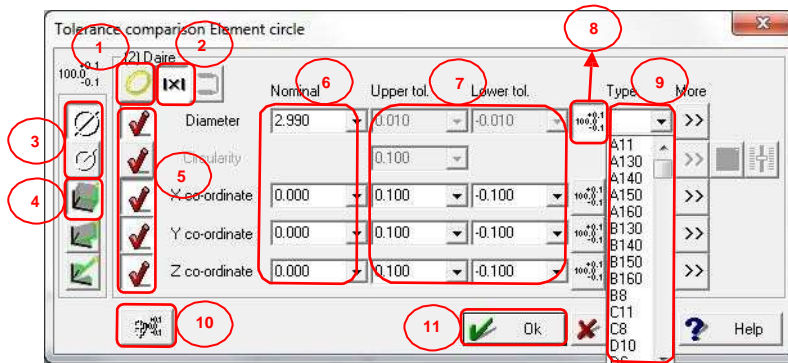 8
Tolerance comparison Element circle
1
2
(2) Daire
6
7
9
100.0 +0.1 -0.1
Nominal
Upper tol.
Lower tol.
Type
More
3
Diameter
2.990
0.010
-0.010
100.0 +0.1 -0.1
>>
Circularity
0.100
>>
A11
A130
A140
A150
A160
B130
B140
B150
B160
B8
C11
C8
D10
4
5
X co-ordinate
0.000
0.100
-0.100
100.0 +0.1 -0.1
>>
Y co-ordinate
0.000
0.100
-0.100
100.0 +0.1 -0.1
>>
Z co-ordinate
0.000
0.100
-0.100
100.0 +0.1 -0.1
>>
10
11
Ok
Help